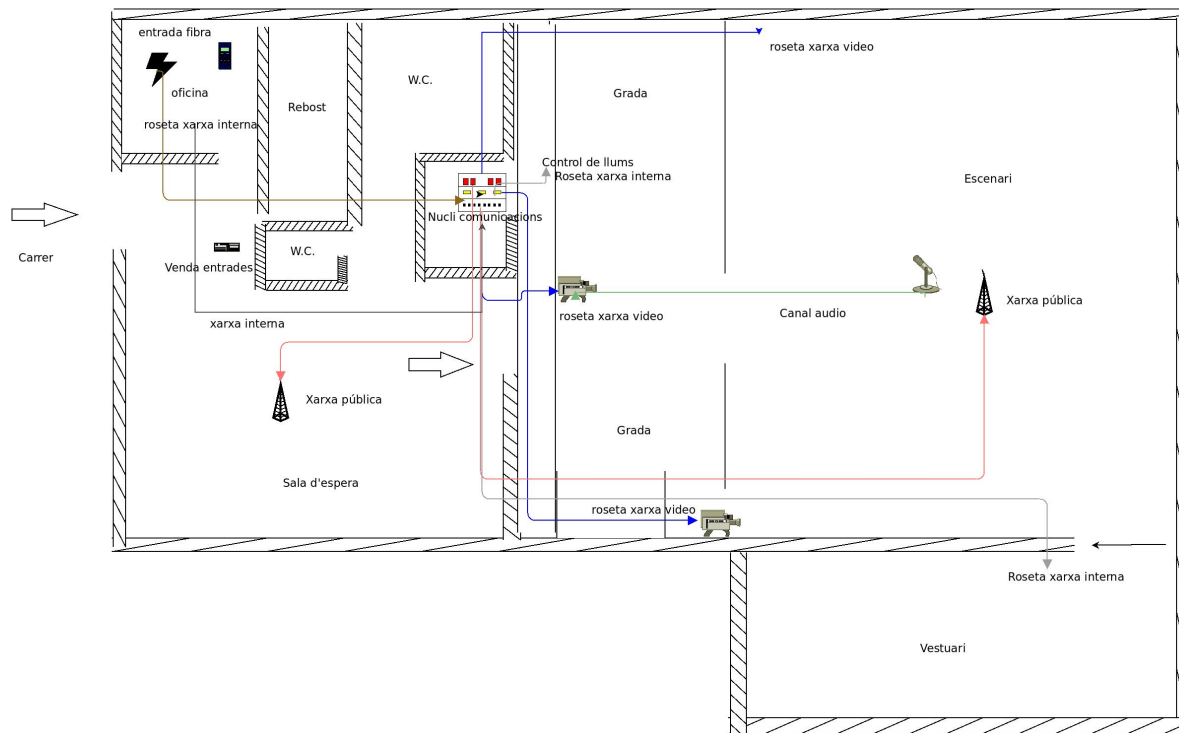 entrada fibra
roseta xarxa video
W.C.
oficina
Grada
Rebost
roseta xarxa interna
Control de llums
Roseta xarxa interna
Escenari
Nucli comunicacions
W.C.
Carrer
Venda entrades
Xarxa pública
roseta xarxa video
Canal audio
xarxa interna
Xarxa pública
Grada
Sala d'espera
roseta xarxa video
Roseta xarxa interna
Vestuari